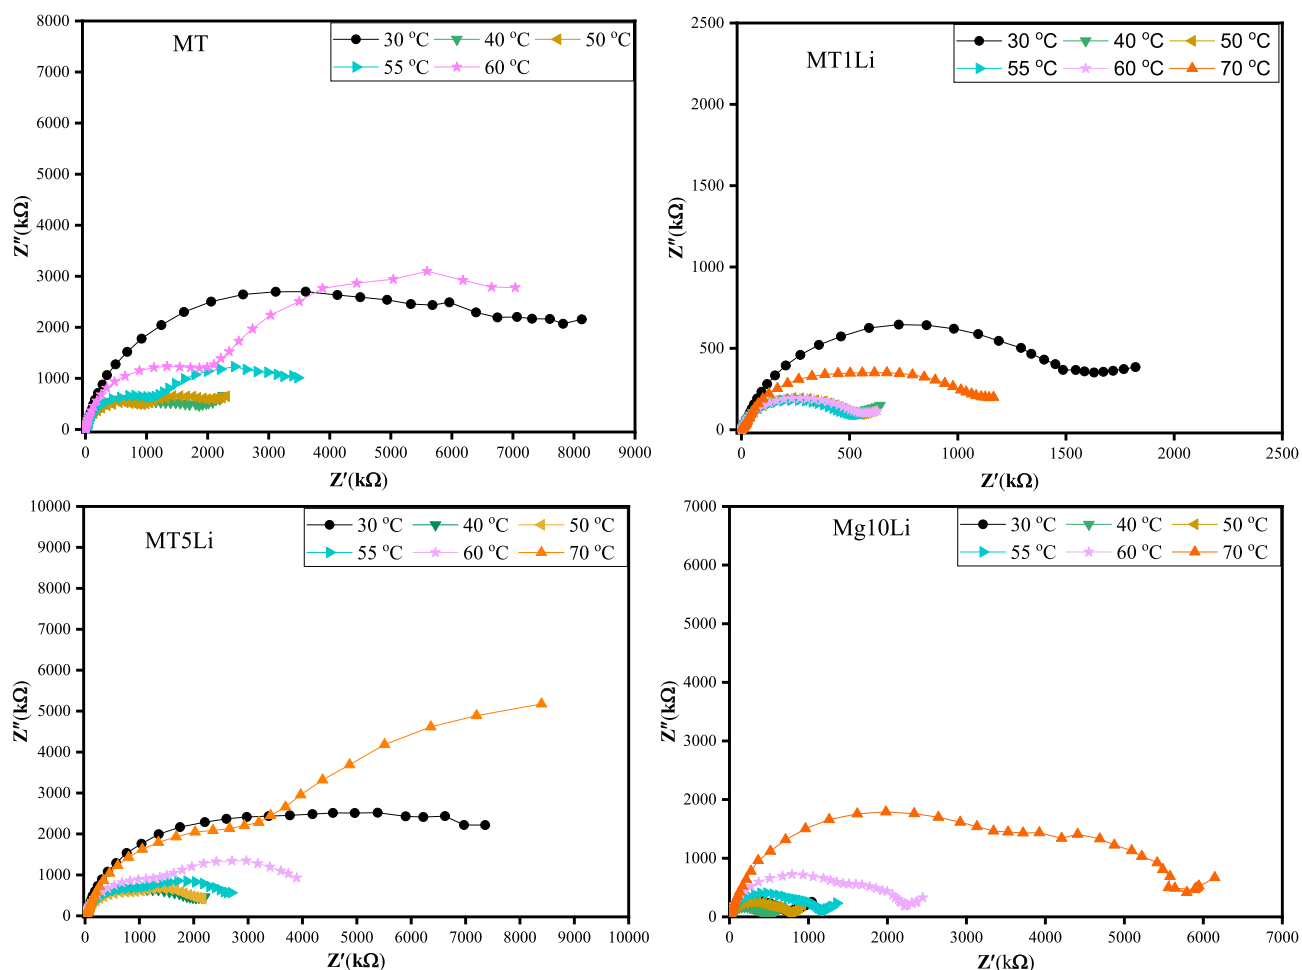 MT
30 °C 40 °C 50 °C
55 °C 60 °C
8000
7000
6000
5000
4000
3000
2000
1000
0
Z″(kΩ)
0 1000 2000 3000 4000 5000 6000 7000 8000 9000
Z′(kΩ)
MT1Li
30 °C 40 °C 50 °C
55 °C 60 °C 70 °C
2500
2000
1500
1000
500
0
Z″(kΩ)
0 500 1000 1500 2000 2500
Z′(kΩ)
MT5Li
30 °C 40 °C 50 °C
55 °C 60 °C 70 °C
10000
9000
8000
7000
6000
5000
4000
3000
2000
1000
0
Z″(kΩ)
0 1000 2000 3000 4000 5000 6000 7000 8000 9000 10000
Z′(kΩ)
Mg10Li
30 °C 40 °C 50 °C
55 °C 60 °C 70 °C
7000
6000
5000
4000
3000
2000
1000
0
Z″(kΩ)
0 1000 2000 3000 4000 5000 6000 7000
Z′(kΩ)